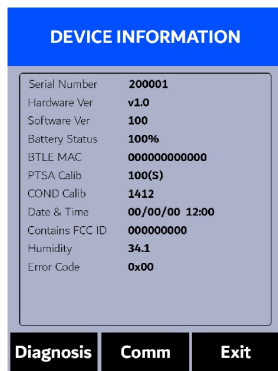 DEVICE INFORMATION
Serial Number 200001
Hardware Ver v1.0
Software Ver 100
Battery Status 100%
BTLE MAC 000000000000
PTSA Calib 100(S)
COND Calib 1412
Date & Time 00/00/00 12:00
Contains FCC ID 000000000
Humidity 34.1
Error Code 0x00
Diagnosis Comm Exit